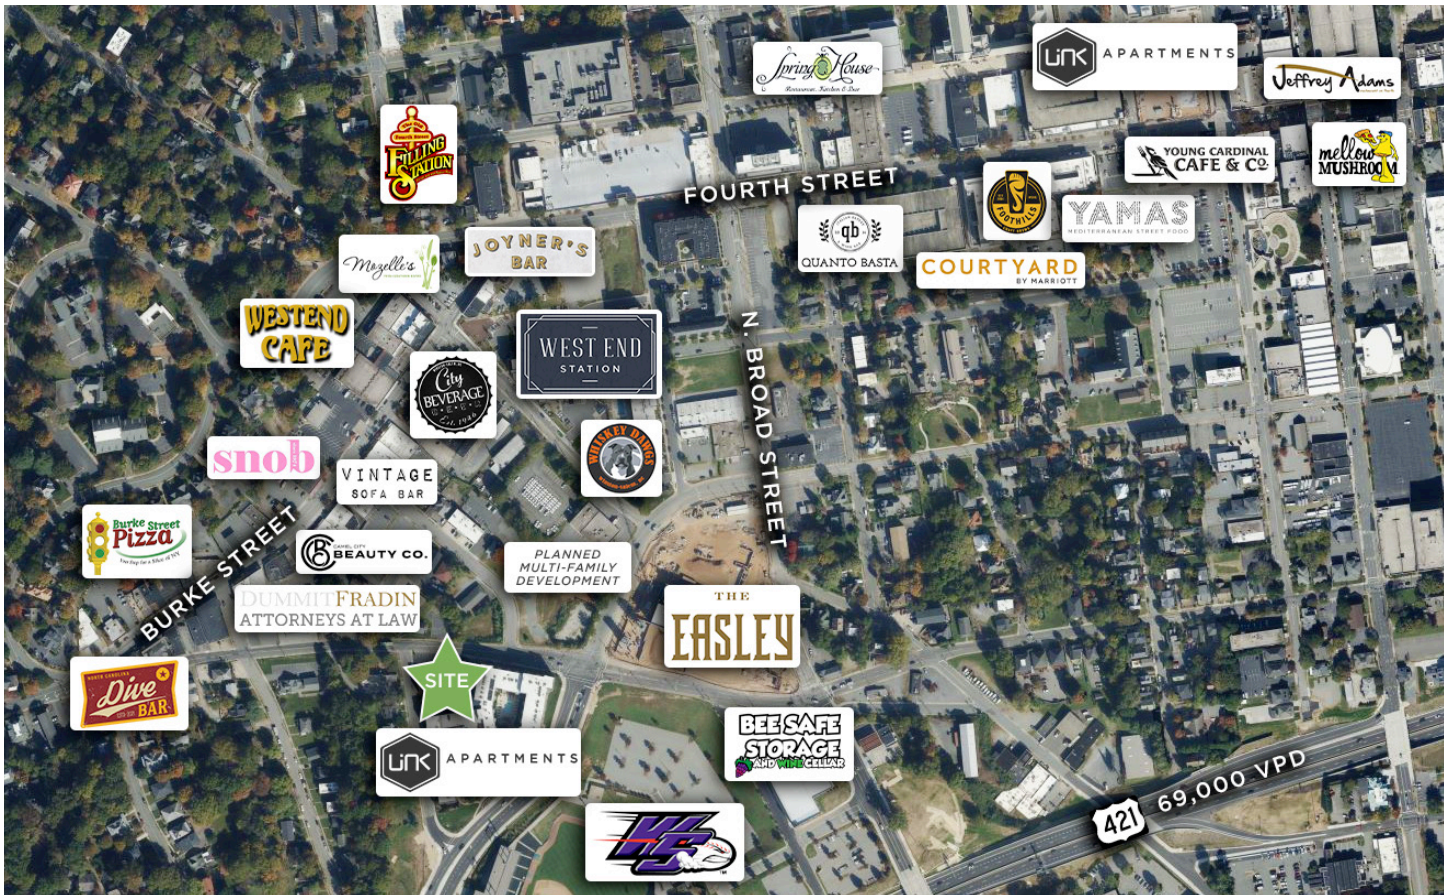 Spring House
Restaurant, Kitchen & Bar
LINK
APARTMENTS
Jeffrey Adams
Fourth Street
FILLING
STATION
YOUNG CARDINAL
CAFE & CO.
mellow
MUSHROOM
FOURTH STREET
FOOTHILLS
YAMAS
MEDITERRANEAN STREET FOOD
qb
QUANTO BASTA
JOYNER'S
BAR
Mozelle's
COURTYARD
BY MARRIOTT
WESTEND
CAFE
WEST END
STATION
N. BROAD STREET
City
BEVERAGE
Est. 1946
WHISKEY DAWGS
snob
VINTAGE
SOFA BAR
Burke Street
Pizza
BURKE STREET
CAMEL CITY
BEAUTY CO.
PLANNED
MULTI-FAMILY
DEVELOPMENT
DUMMIT FRADIN
ATTORNEYS AT LAW
THE
EASLEY
NORTH CAROLINA
Dive
BAR
SITE
LINK
APARTMENTS
BEE SAFE
STORAGE
AND WINE CELLAR
421
69,000 VPD
WS